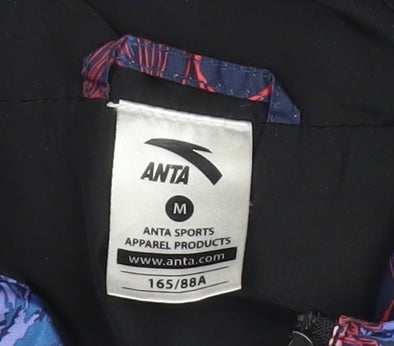 ANTA
M
ANTA SPORTS
APPAREL PRODUCTS
www.anta.com
165/88A